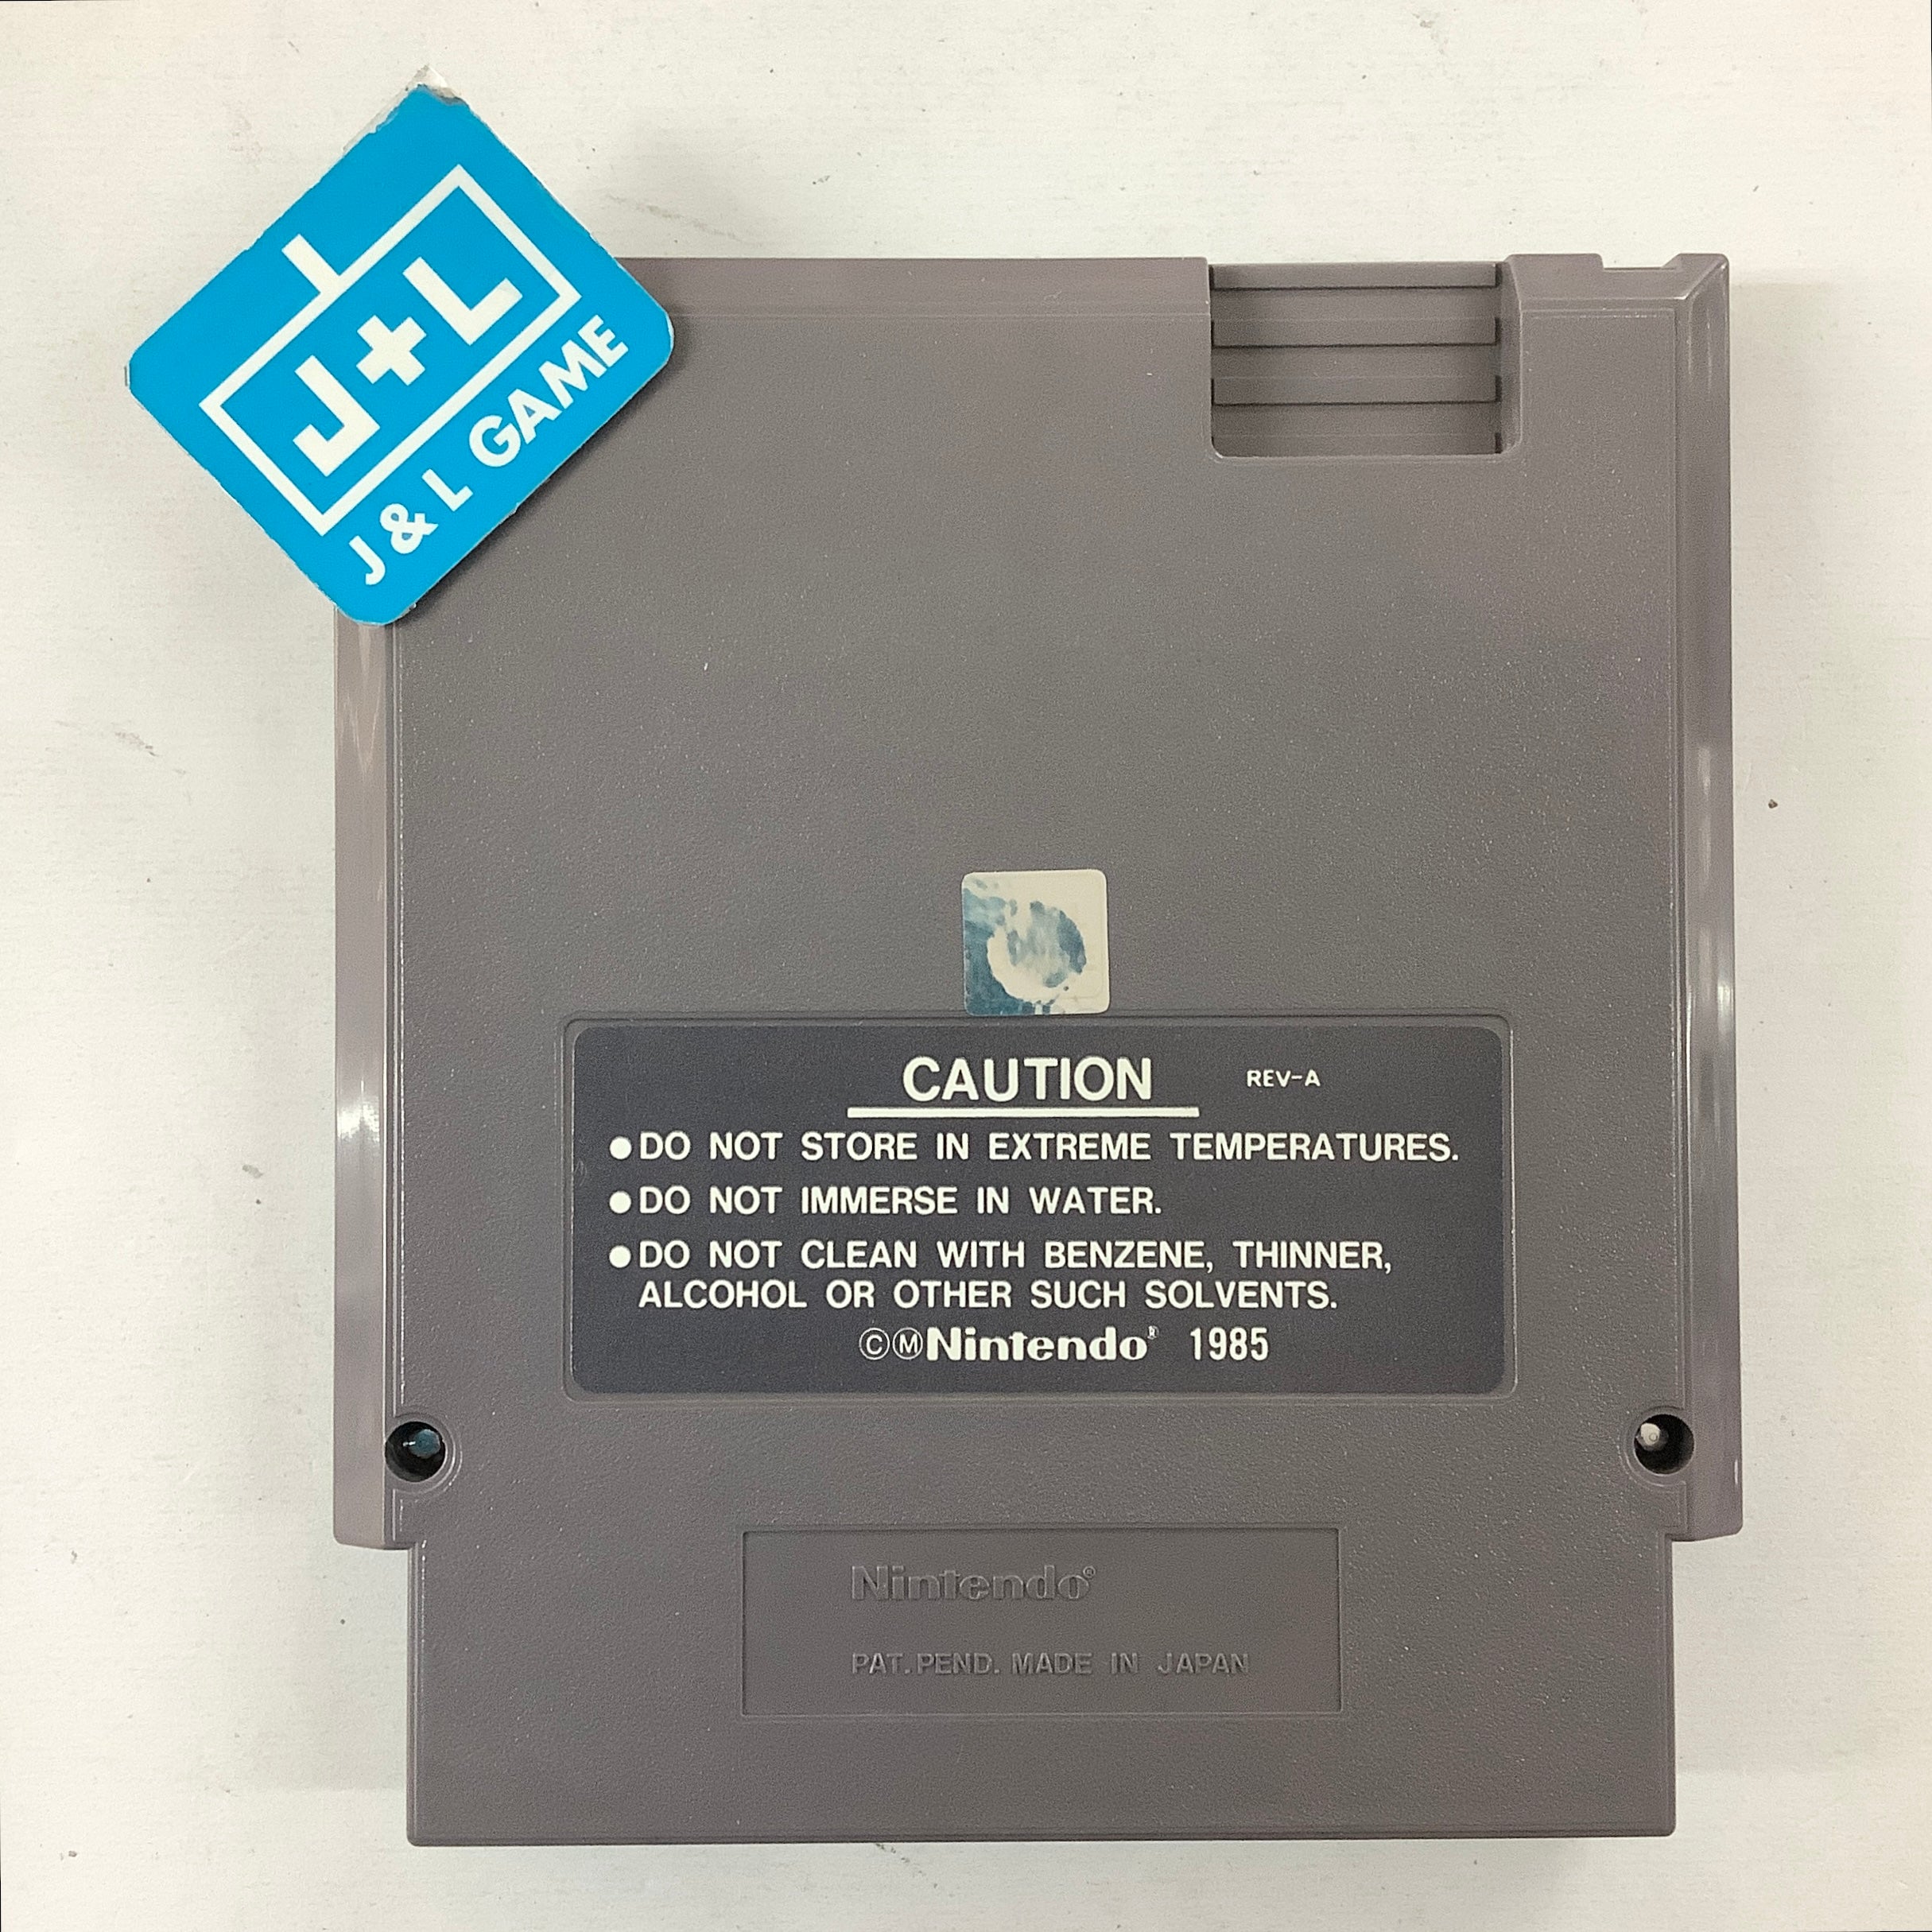 J+L
J & L GAME
CAUTION REV-A
●DO NOT STORE IN EXTREME TEMPERATURES.
●DO NOT IMMERSE IN WATER.
●DO NOT CLEAN WITH BENZENE, THINNER,
ALCOHOL OR OTHER SUCH SOLVENTS.
ⒸⓂNintendo® 1985
Nintendo®
PAT.PEND. MADE IN JAPAN